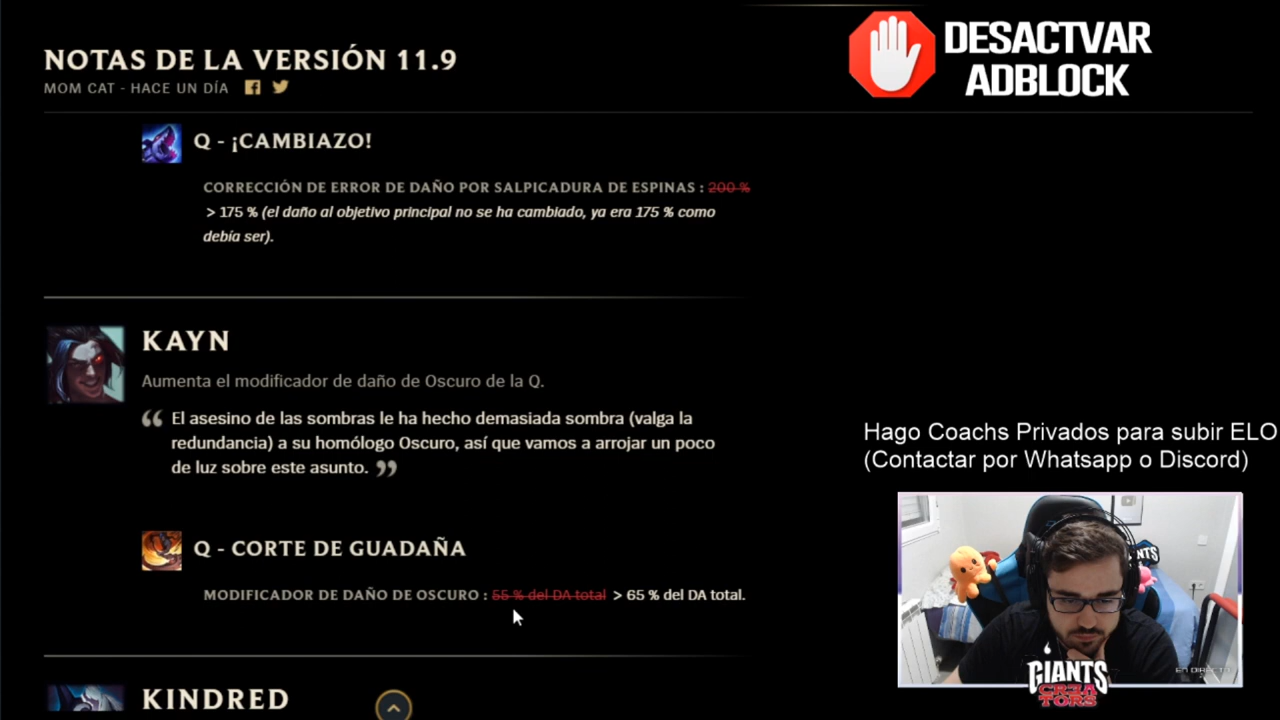 NOTAS DE LA VERSIÓN 11.9
MOM CAT - HACE UN DÍA
DESACTVAR
ADBLOCK
Q - ¡CAMBIAZO!
CORRECCIÓN DE ERROR DE DAÑO POR SALPICADURA DE ESPINAS : 200 %
> 175 % (el daño al objetivo principal no se ha cambiado, ya era 175 % como
debía ser).
KAYN
Aumenta el modificador de daño de Oscuro de la Q.
“ El asesino de las sombras le ha hecho demasiada sombra (valga la
redundancia) a su homólogo Oscuro, así que vamos a arrojar un poco
de luz sobre este asunto. ”
Q - CORTE DE GUADAÑA
MODIFICADOR DE DAÑO DE OSCURO : 55 % del DA total > 65 % del DA total.
KINDRED
Hago Coachs Privados para subir ELO
(Contactar por Whatsapp o Discord)
NTS
EN DIRECTO
GIANTS
CREA
TORS